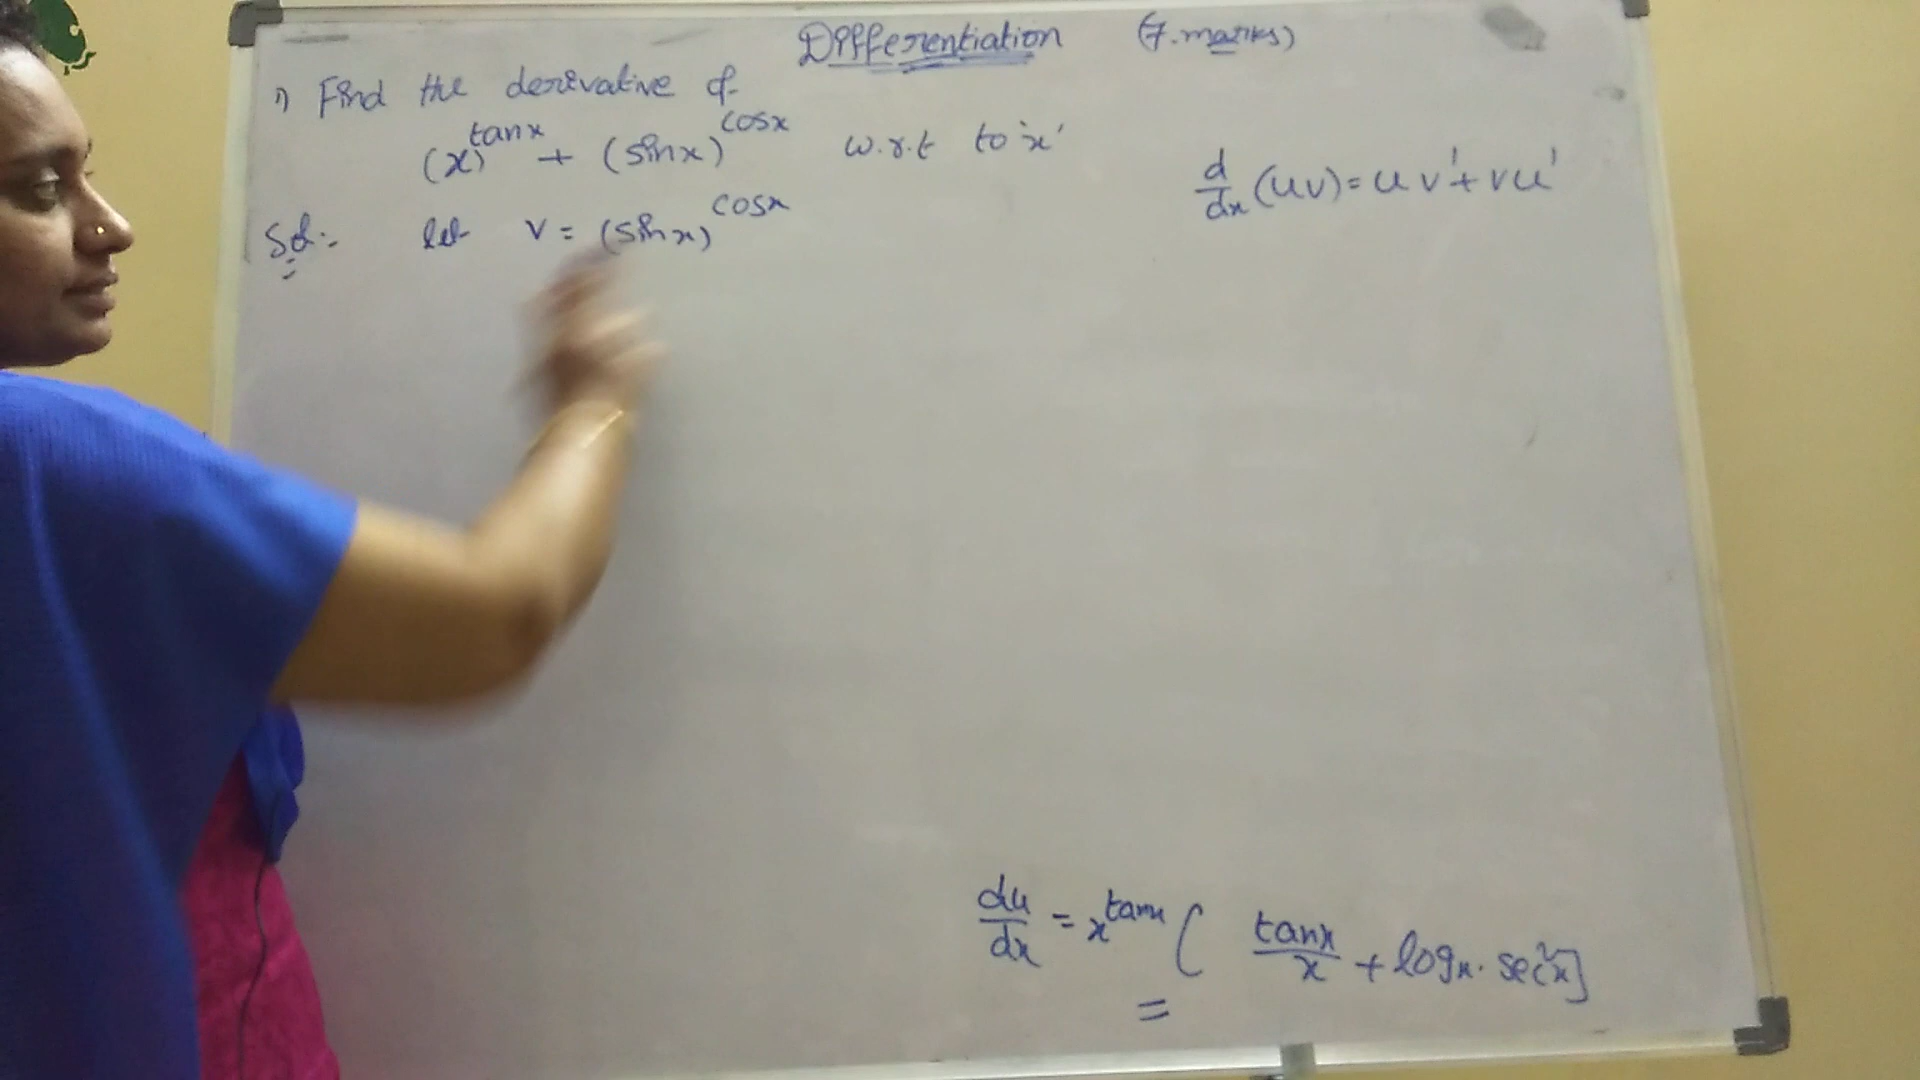 Differentiation (7.marks)
1) Find the derivative of
(x)^tanx + (sinx)^cosx w.r.t to 'x'
d/dx (uv) = uv' + vu'
Sol:- let v = (sinx)^cosx
du/dx = x^tanx ( tanx/x + logx. sec²x]
=